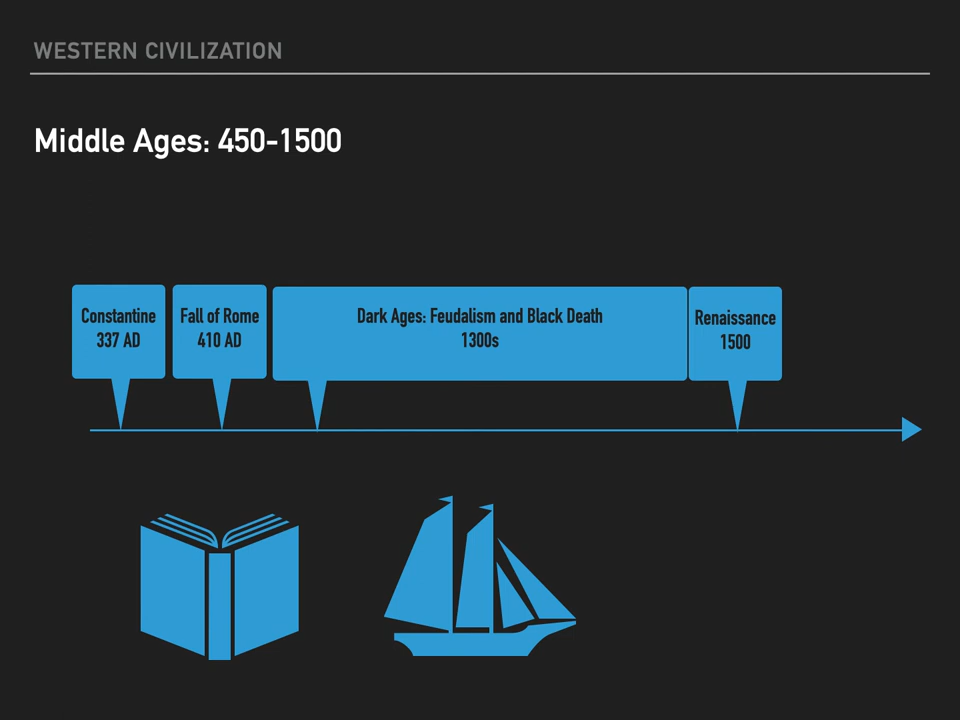 WESTERN CIVILIZATION
Middle Ages: 450-1500
Constantine
337 AD
Fall of Rome
410 AD
Dark Ages: Feudalism and Black Death
1300s
Renaissance
1500